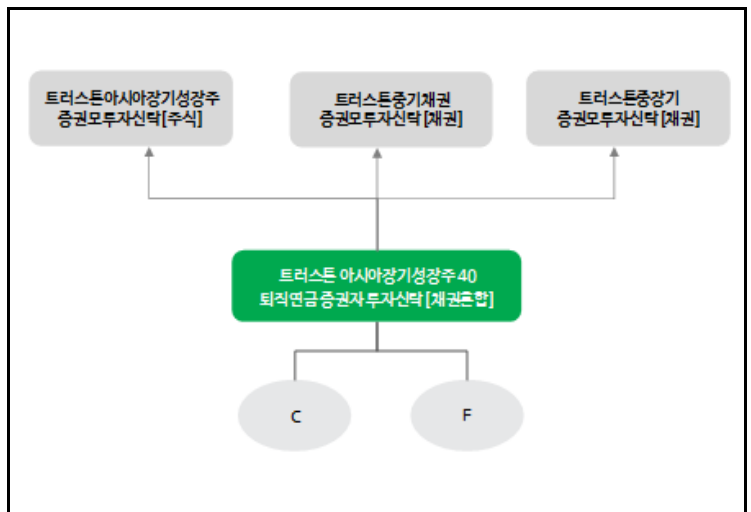 트러스톤아시아장기성장주
증권모투자신탁[주식]
트러스톤중기채권
증권모투자신탁[채권]
트러스톤중장기
증권모투자신탁[채권]
트러스톤 아시아장기성장주40
퇴직연금증권자투자신탁[채권혼합]
C
F